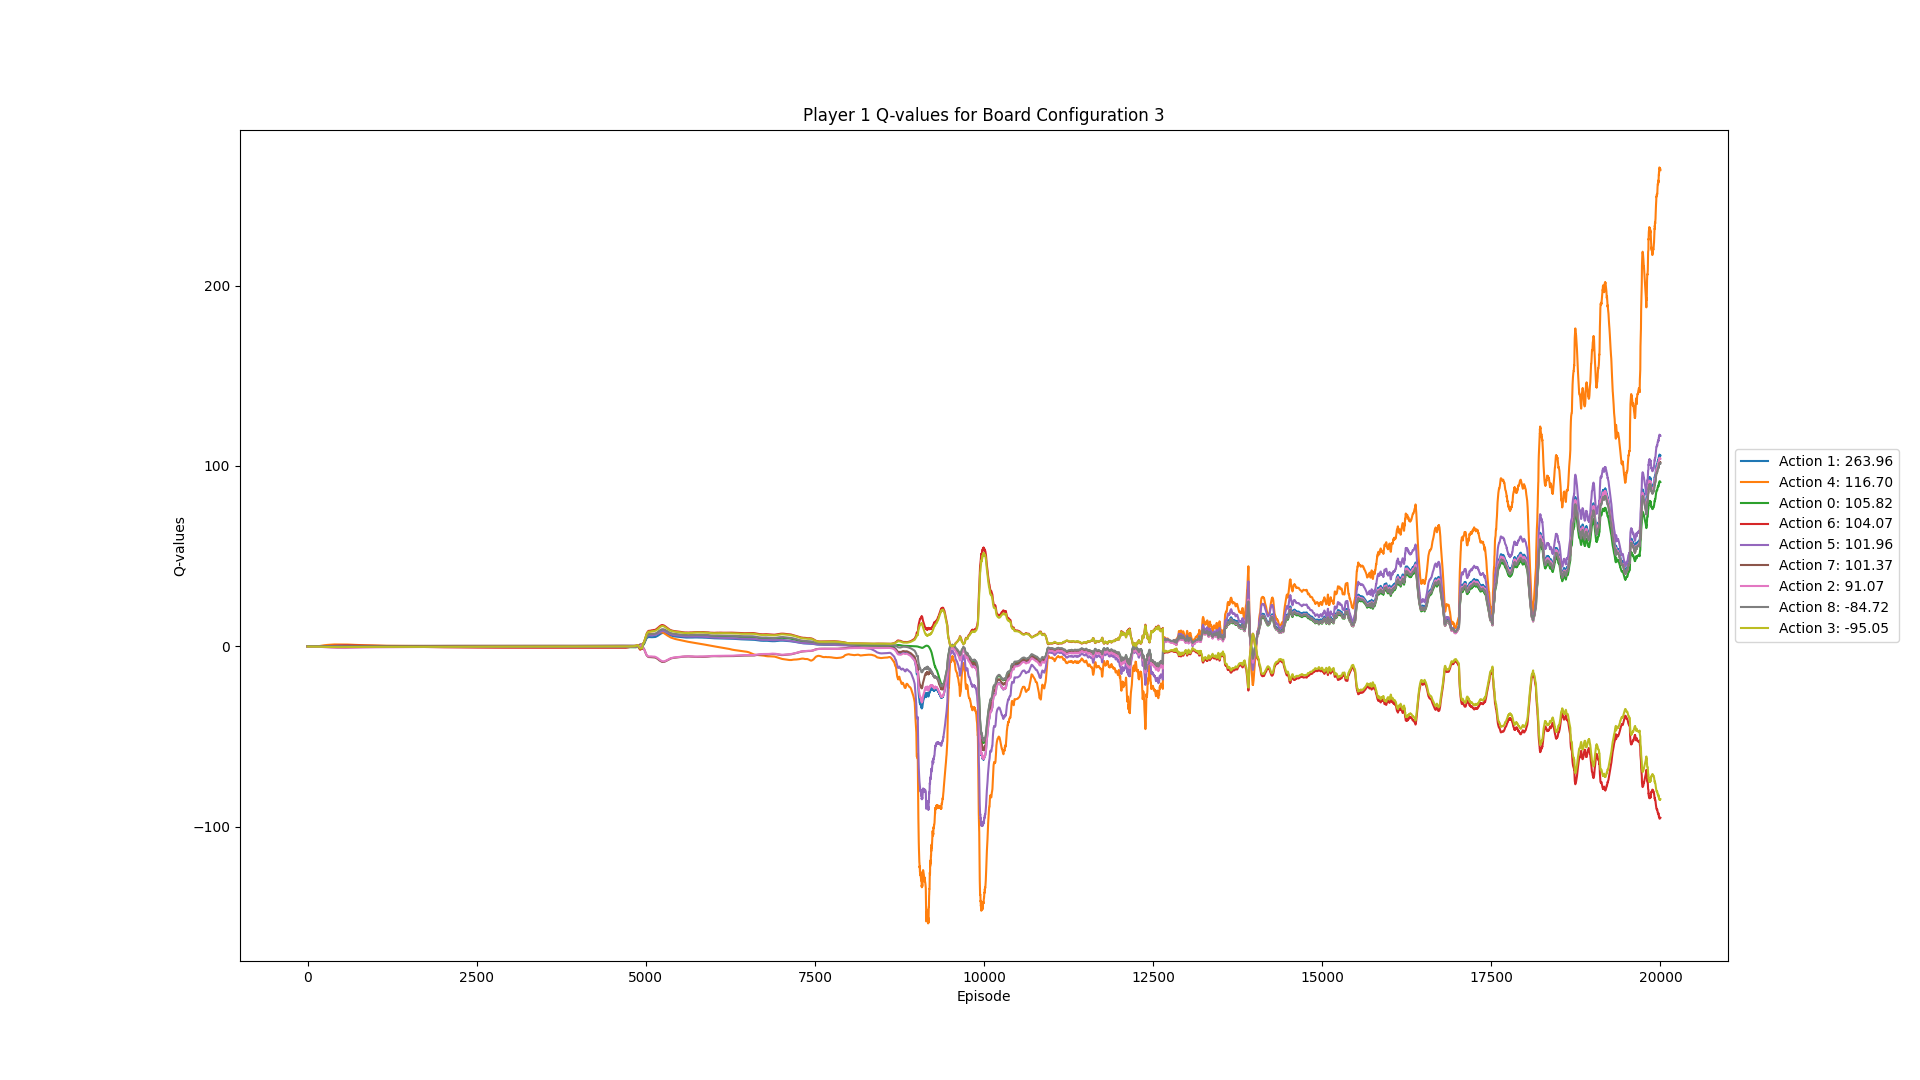 Player 1 Q-values for Board Configuration 3
Q-values
200
100
0
−100
0
2500
5000
7500
10000
12500
15000
17500
20000
Episode
Action 1: 263.96
Action 4: 116.70
Action 0: 105.82
Action 6: 104.07
Action 5: 101.96
Action 7: 101.37
Action 2: 91.07
Action 8: -84.72
Action 3: -95.05